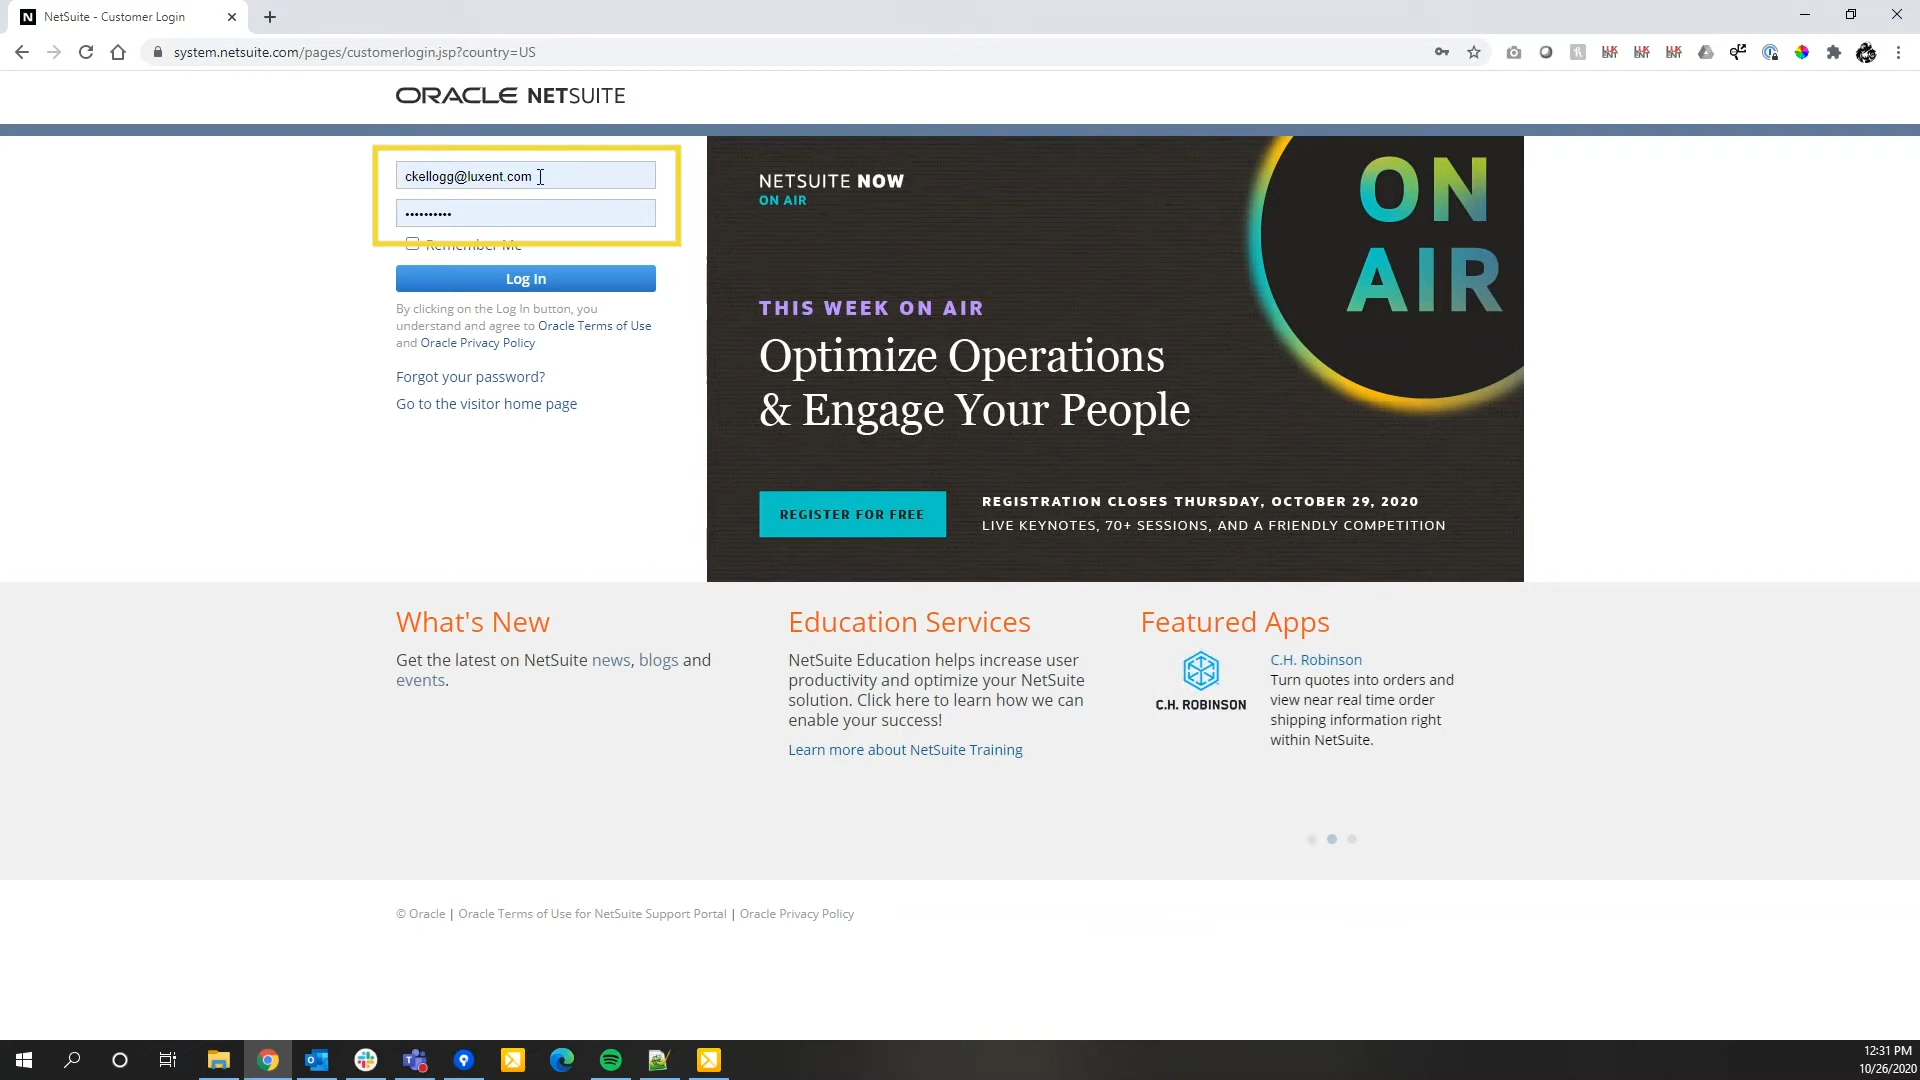 NetSuite - Customer Login
system.netsuite.com/pages/customerlogin.jsp?country=US
ORACLE NETSUITE
ckellogg@luxent.com
••••••••••
Remember Me
Log In
By clicking on the Log In button, you
understand and agree to Oracle Terms of Use
and Oracle Privacy Policy
Forgot your password?
Go to the visitor home page
NETSUITE NOW
ON AIR
ON
AIR
THIS WEEK ON AIR
Optimize Operations
& Engage Your People
REGISTER FOR FREE
REGISTRATION CLOSES THURSDAY, OCTOBER 29, 2020
LIVE KEYNOTES, 70+ SESSIONS, AND A FRIENDLY COMPETITION
What's New
Get the latest on NetSuite news, blogs and
events.
Education Services
NetSuite Education helps increase user
productivity and optimize your NetSuite
solution. Click here to learn how we can
enable your success!
Learn more about NetSuite Training
Featured Apps
C.H. ROBINSON
C.H. Robinson
Turn quotes into orders and
view near real time order
shipping information right
within NetSuite.
© Oracle | Oracle Terms of Use for NetSuite Support Portal | Oracle Privacy Policy
12:31 PM
10/26/2020